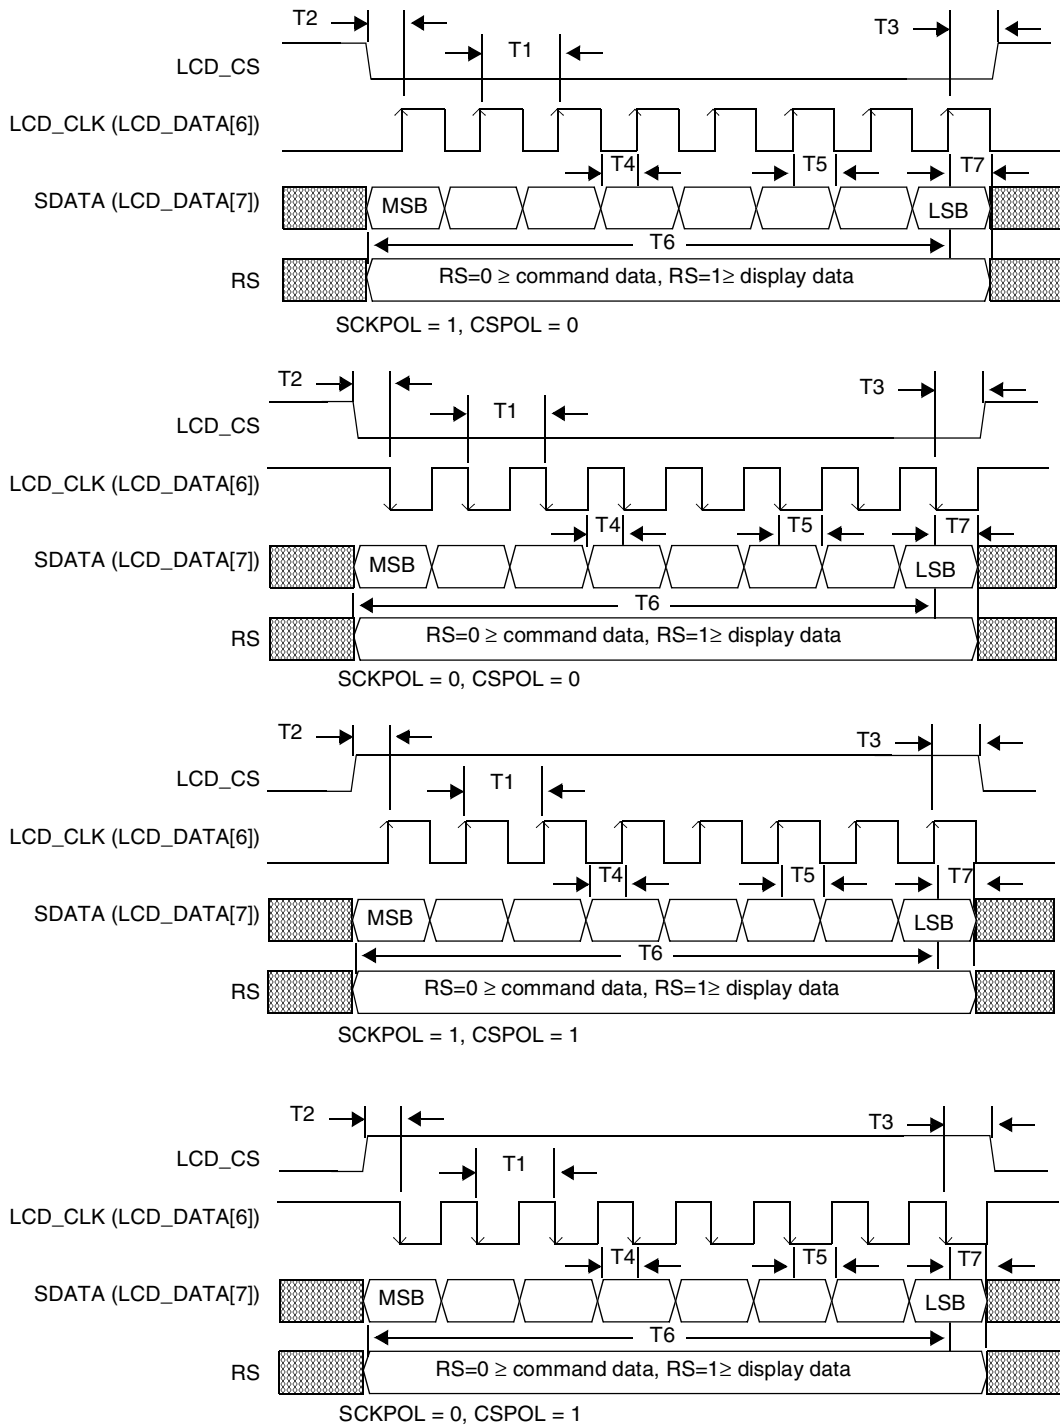 T2
T3
T1
LCD_CS
LCD_CLK (LCD_DATA[6])
T4
T5
T7
SDATA (LCD_DATA[7])
MSB
LSB
T6
RS
RS=0 ≥ command data, RS=1≥ display data
SCKPOL = 1, CSPOL = 0
T2
T3
T1
LCD_CS
LCD_CLK (LCD_DATA[6])
T4
T5
T7
SDATA (LCD_DATA[7])
MSB
LSB
T6
RS
RS=0 ≥ command data, RS=1≥ display data
SCKPOL = 0, CSPOL = 0
T2
T3
LCD_CS
T1
LCD_CLK (LCD_DATA[6])
T4
T5
T7
SDATA (LCD_DATA[7])
MSB
LSB
T6
RS
RS=0 ≥ command data, RS=1≥ display data
SCKPOL = 1, CSPOL = 1
T2
T3
LCD_CS
T1
LCD_CLK (LCD_DATA[6])
T4
T5
T7
SDATA (LCD_DATA[7])
MSB
LSB
T6
RS
RS=0 ≥ command data, RS=1≥ display data
SCKPOL = 0, CSPOL = 1